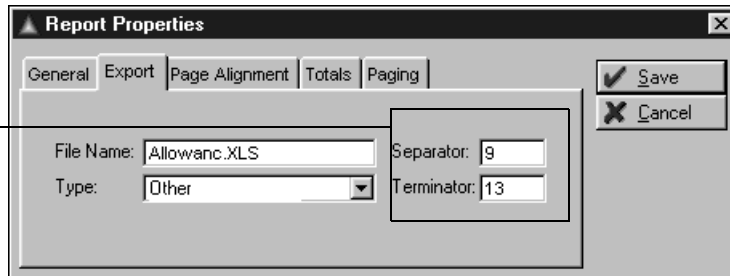 Report Properties
General Export Page Alignment Totals Paging
Save
Cancel
File Name: Allowanc.XLS Separator: 9
Type: Other Terminator: 13